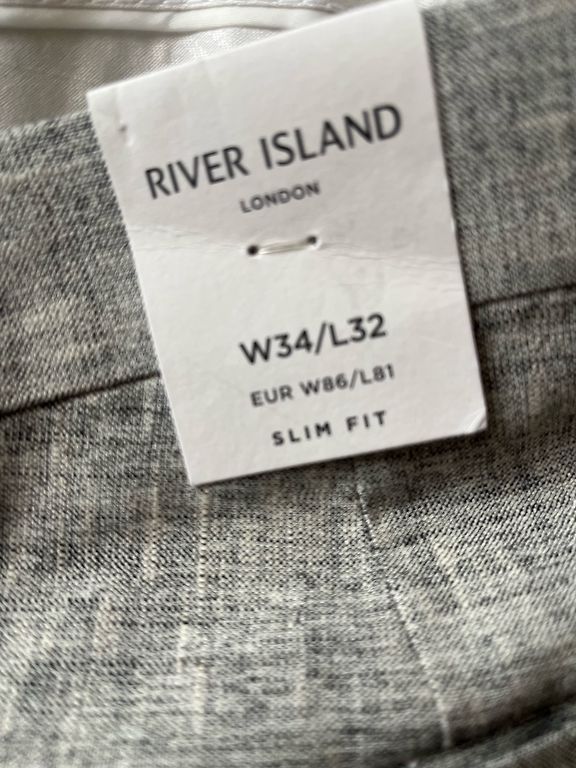 RIVER ISLAND
LONDON
W34/L32
EUR W86/L81
SLIM FIT